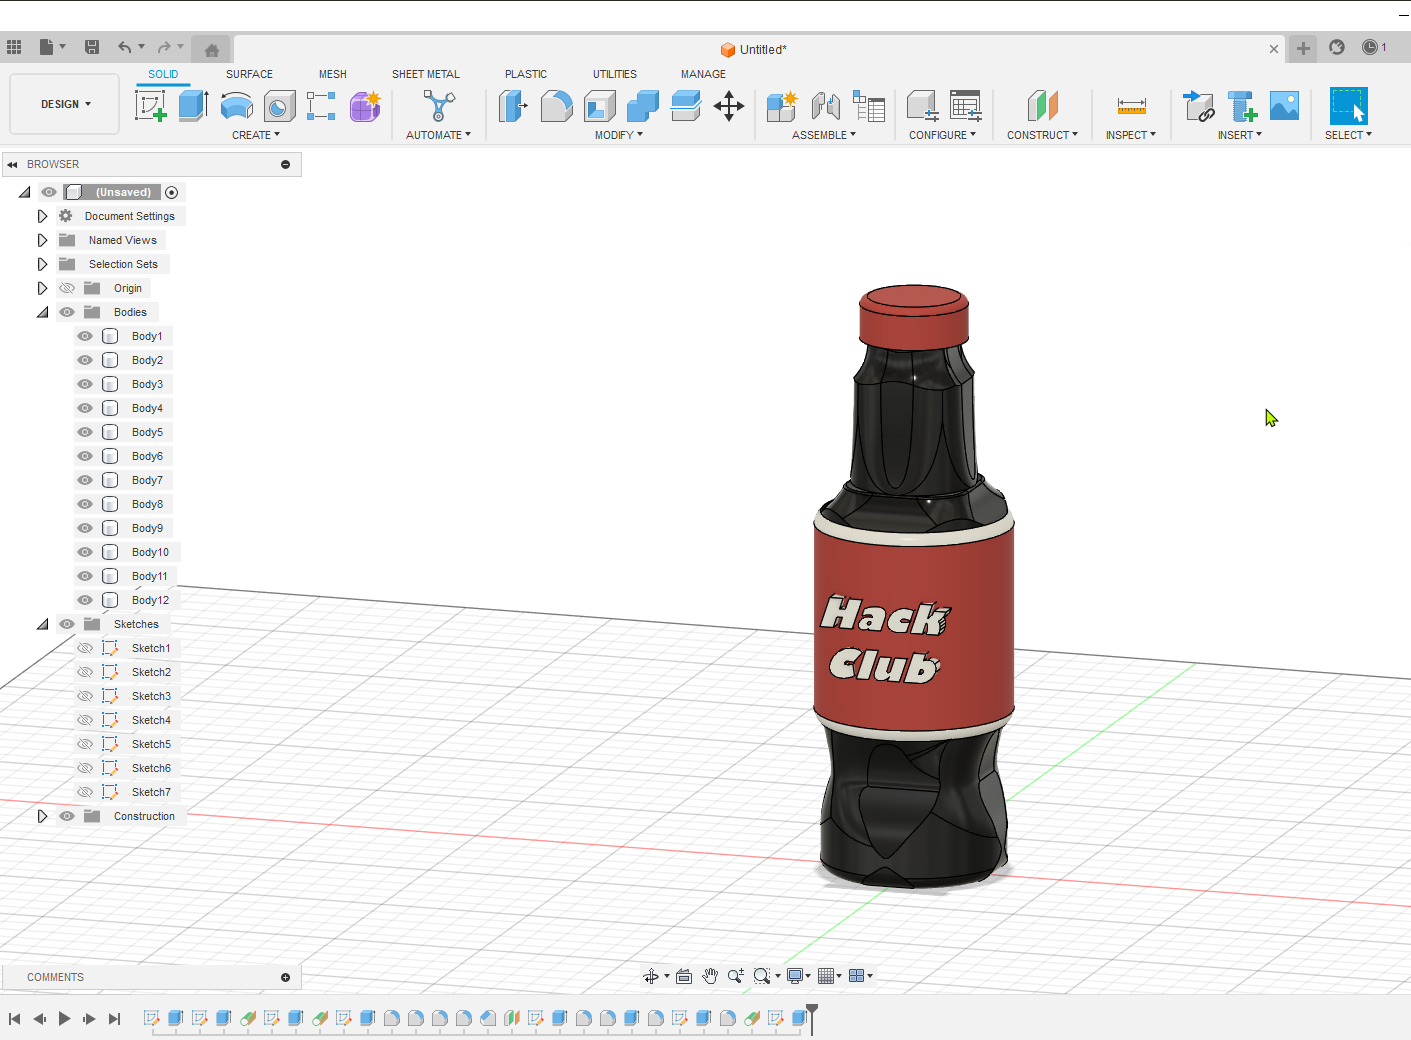 Untitled*
1
DESIGN
SOLID
SURFACE
MESH
SHEET METAL
PLASTIC
UTILITIES
MANAGE
CREATE
AUTOMATE
MODIFY
ASSEMBLE
CONFIGURE
CONSTRUCT
INSPECT
INSERT
SELECT
BROWSER
(Unsaved)
Document Settings
Named Views
Selection Sets
Origin
Bodies
Body1
Body2
Body3
Body4
Body5
Body6
Body7
Body8
Body9
Body10
Body11
Body12
Sketches
Sketch1
Sketch2
Sketch3
Sketch4
Sketch5
Sketch6
Sketch7
Construction
Hack
Club
COMMENTS